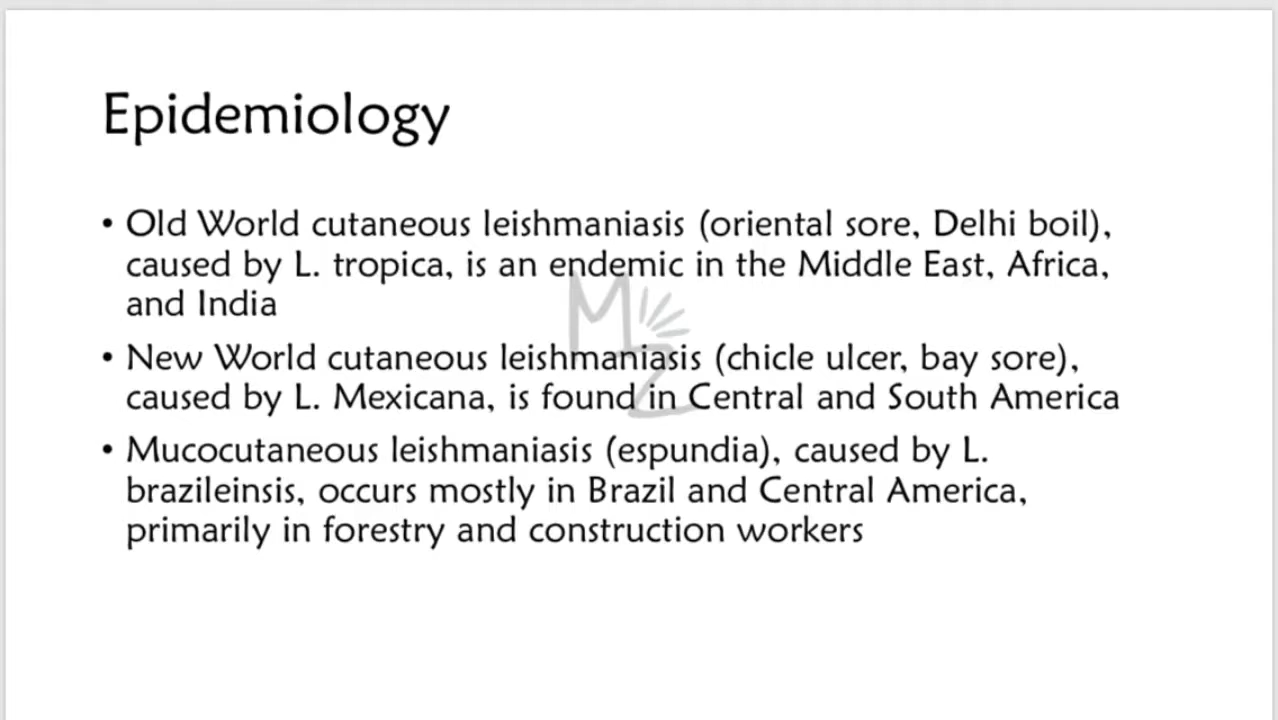 Epidemiology
• Old World cutaneous leishmaniasis (oriental sore, Delhi boil),
caused by L. tropica, is an endemic in the Middle East, Africa,
and India
• New World cutaneous leishmaniasis (chicle ulcer, bay sore),
caused by L. Mexicana, is found in Central and South America
• Mucocutaneous leishmaniasis (espundia), caused by L.
brazileinsis, occurs mostly in Brazil and Central America,
primarily in forestry and construction workers
MZ